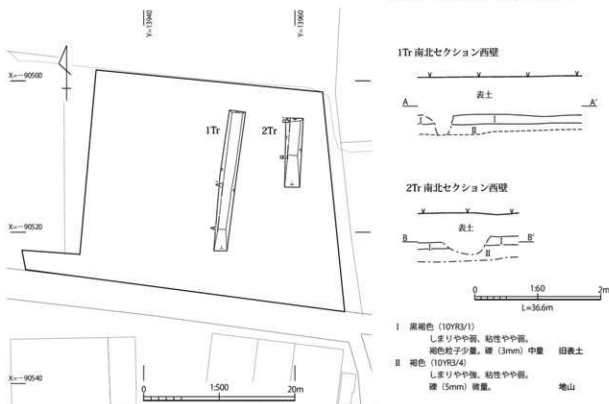 Y=13940
Y=13960
X=-90500
X=-90520
X=-90540
1Tr
2Tr
A'
A
B
0 1:500 20m
1Tr 南北セクション西壁
表土
A A'
I I
II
2Tr 南北セクション西壁
表土
B B'
I I
II
0 1:60 2m
L=36.6m
I 黒褐色 (10YR3/1)
しまりやや弱、粘性やや弱。
褐色粒子少量。礫 (3mm) 中量 旧表土
II 褐色 (10YR3/4)
しまりやや強、粘性やや弱。
礫 (5mm) 微量。 地山